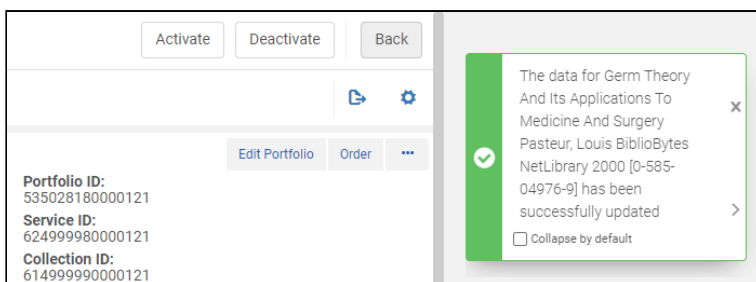 Activate Deactivate Back
Edit Portfolio Order
Portfolio ID:
535028180000121
Service ID:
624999980000121
Collection ID:
614999990000121
The data for Germ Theory
And Its Applications To
Medicine And Surgery
Pasteur, Louis BiblioBytes
NetLibrary 2000 [0-585-
04976-9] has been
successfully updated
Collapse by default